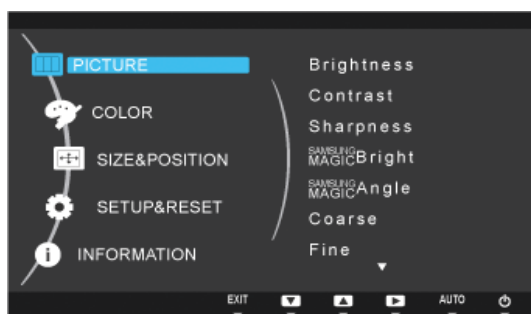 PICTURE
COLOR
SIZE&POSITION
SETUP&RESET
INFORMATION
Brightness
Contrast
Sharpness
SAMSUNG MAGIC Bright
SAMSUNG MAGIC Angle
Coarse
Fine
EXIT
AUTO